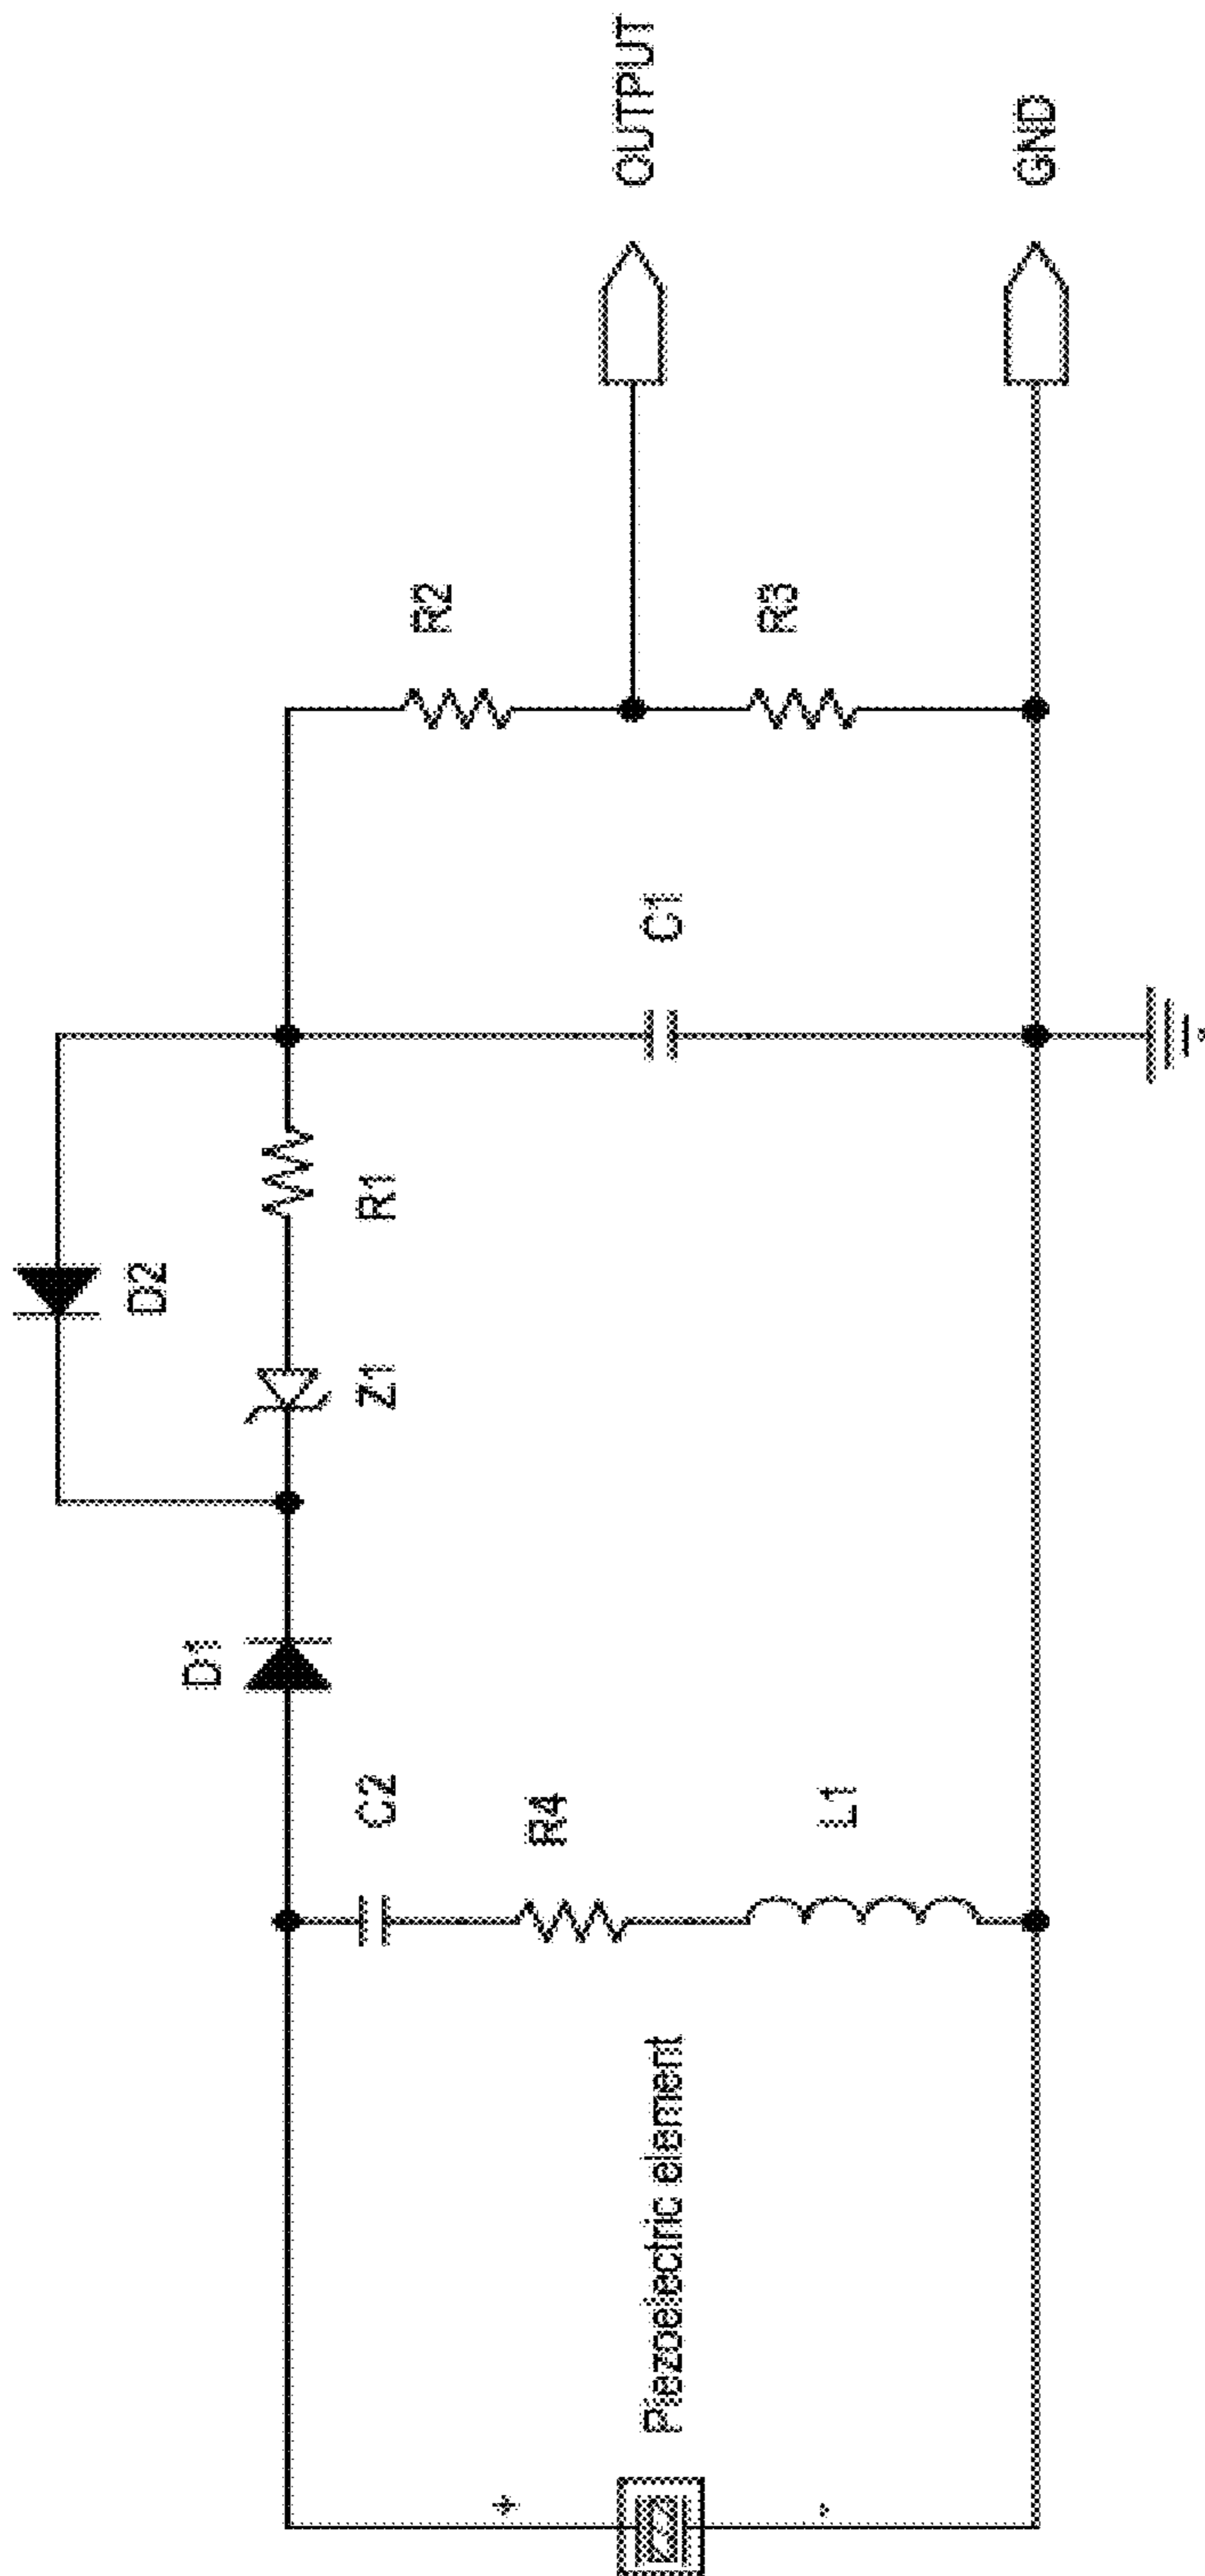 D2
D1
Z1
R1
C2
R4
L1
C1
R2
R3
OUTPUT
GND
+
Piezoelectric element
-